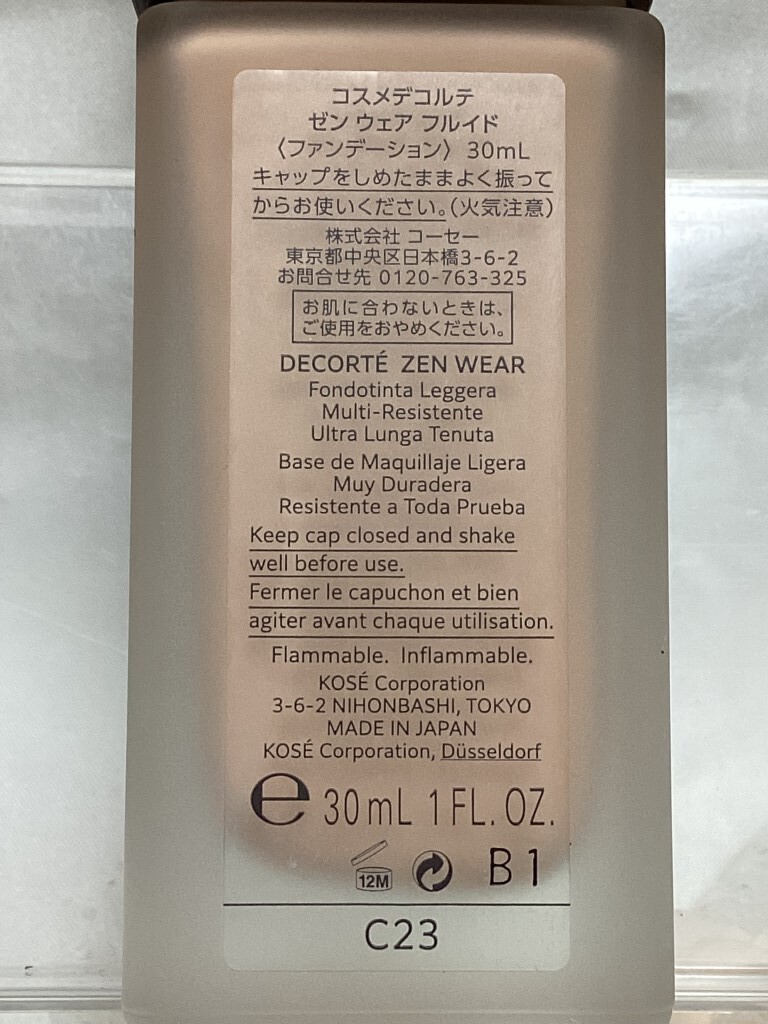 コスメデコルテ
ゼン ウェア フルイド
〈ファンデーション〉 30mL
キャップをしめたままよく振って
からお使いください。(火気注意)
株式会社 コーセー
東京都中央区日本橋3-6-2
お問合せ先 0120-763-325
お肌に合わないときは、
ご使用をおやめください。
DECORTÉ ZEN WEAR
Fondotinta Leggera
Multi-Resistente
Ultra Lunga Tenuta
Base de Maquillaje Ligera
Muy Duradera
Resistente a Toda Prueba
Keep cap closed and shake
well before use.
Fermer le capuchon et bien
agiter avant chaque utilisation.
Flammable. Inflammable.
KOSÉ Corporation
3-6-2 NIHONBASHI, TOKYO
MADE IN JAPAN
KOSÉ Corporation, Düsseldorf
℮ 30mL 1 FL. OZ.
12M B1
C23